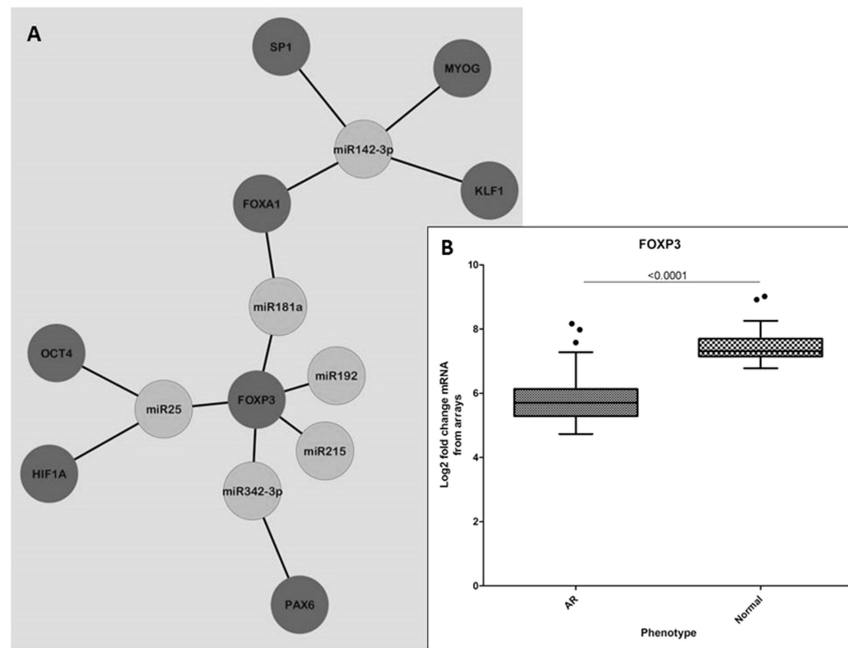 A
SP1
MYOG
miR142-3p
KLF1
FOXA1
miR181a
OCT4
miR192
miR25
FOXP3
miR215
HIF1A
miR342-3p
PAX6
B
FOXP3
<0.0001
10
8
6
4
2
0
Log2 fold change mRNA
from arrays
AR
Normal
Phenotype